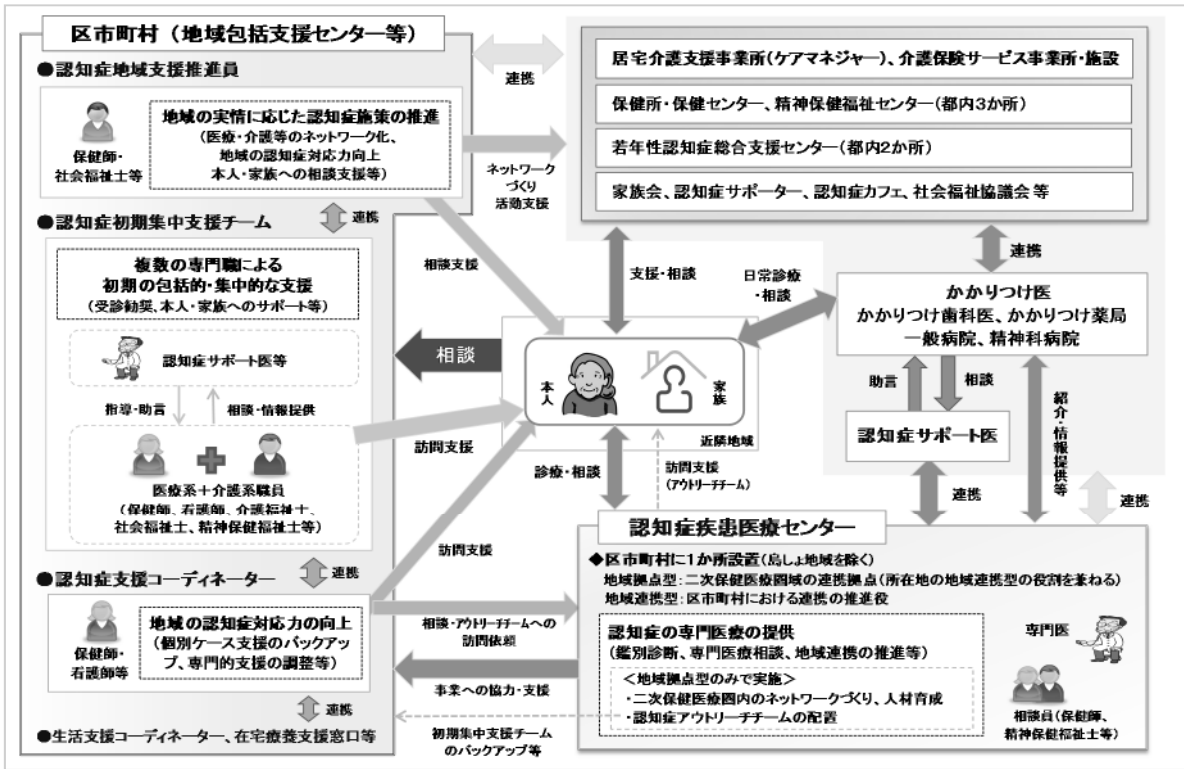 区市町村（地域包括支援センター等）
●認知症地域支援推進員
保健師・
社会福祉士等
地域の実情に応じた認知症施策の推進
（医療・介護等のネットワーク化、
地域の認知症対応力向上
本人・家族への相談支援等）
連携
●認知症初期集中支援チーム
複数の専門職による
初期の包括的・集中的な支援
（受診勧奨、本人・家族へのサポート等）
認知症サポート医等
指導・助言
相談・情報提供
医療系＋介護系職員
（保健師、看護師、介護福祉士、
社会福祉士、精神保健福祉士等）
連携
●認知症支援コーディネーター
保健師・
看護師等
地域の認知症対応力の向上
（個別ケース支援のバックアッ
プ、専門的支援の調整等）
連携
●生活支援コーディネーター、在宅療養支援窓口等
連携
ネットワーク
づくり
活動支援
相談支援
相談
訪問支援
訪問支援
相談・アウトリーチチームへの
訪問依頼
事業への協力・支援
初期集中支援チーム
のバックアップ等
居宅介護支援事業所（ケアマネジャー）、介護保険サービス事業所・施設
保健所・保健センター、精神保健福祉センター（都内3か所）
若年性認知症総合支援センター（都内2か所）
家族会、認知症サポーター、認知症カフェ、社会福祉協議会 等
支援・相談
日常診療
・相談
連携
本人
家族
近隣地域
診療・相談
訪問支援
（アウトリーチチーム）
かかりつけ医
かかりつけ歯科医、かかりつけ薬局
一般病院、精神科病院
助言
相談
認知症サポート医
紹介・情報提供等
連携
連携
認知症疾患医療センター
◆区市町村に1か所設置（島しょ地域を除く）
地域拠点型：二次保健医療圏域の連携拠点（所在地の地域連携型の役割を兼ねる）
地域連携型：区市町村における連携の推進役
認知症の専門医療の提供
（鑑別診断、専門医療相談、地域連携の推進等）
＜地域拠点型のみで実施＞
・二次保健医療圏内のネットワークづくり、人材育成
・認知症アウトリーチチームの配置
専門医
相談員（保健師、
精神保健福祉士等）